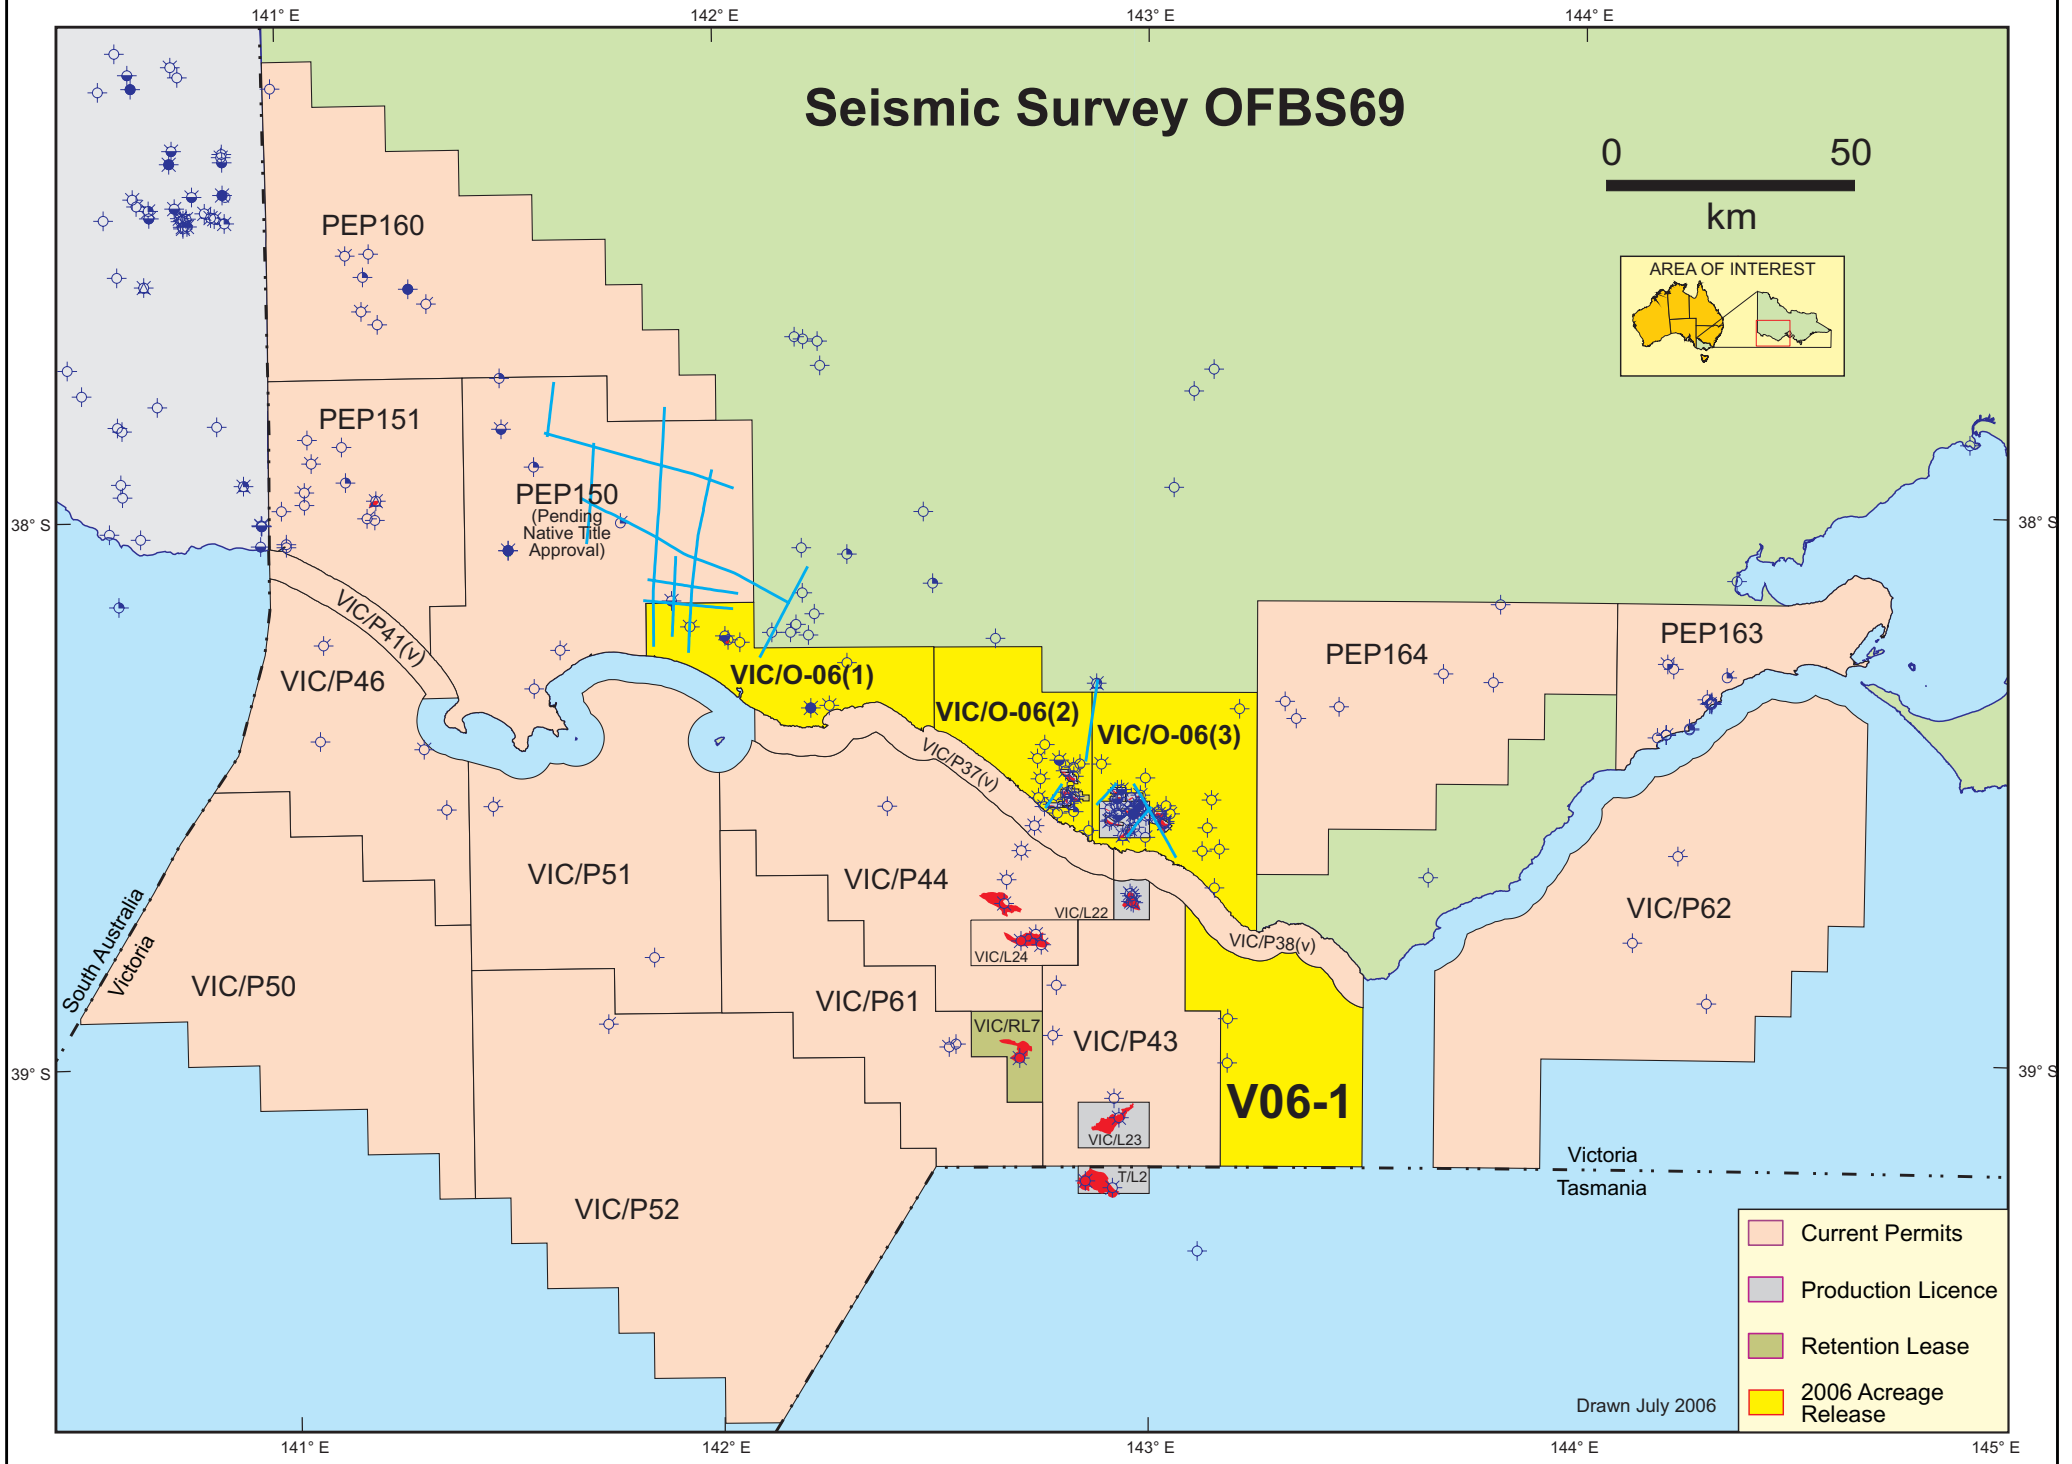 141° E
142° E
143° E
144° E
Seismic Survey OFBS69
0
50
km
AREA OF INTEREST
PEP160
PEP151
PEP150
(Pending
Native Title
Approval)
38° S
38° S
VIC/P41(v)
VIC/P46
VIC/O-06(1)
VIC/O-06(2)
VIC/O-06(3)
PEP164
PEP163
VIC/P37(v)
VIC/P51
VIC/P44
VIC/L22
VIC/P62
VIC/P38(v)
VIC/L24
South Australia
Victoria
VIC/P50
VIC/P61
VIC/RL7
VIC/P43
39° S
39° S
V06-1
VIC/L23
T/L2
Victoria
Tasmania
VIC/P52
Current Permits
Production Licence
Retention Lease
2006 Acreage
Release
Drawn July 2006
141° E
142° E
143° E
144° E
145° E